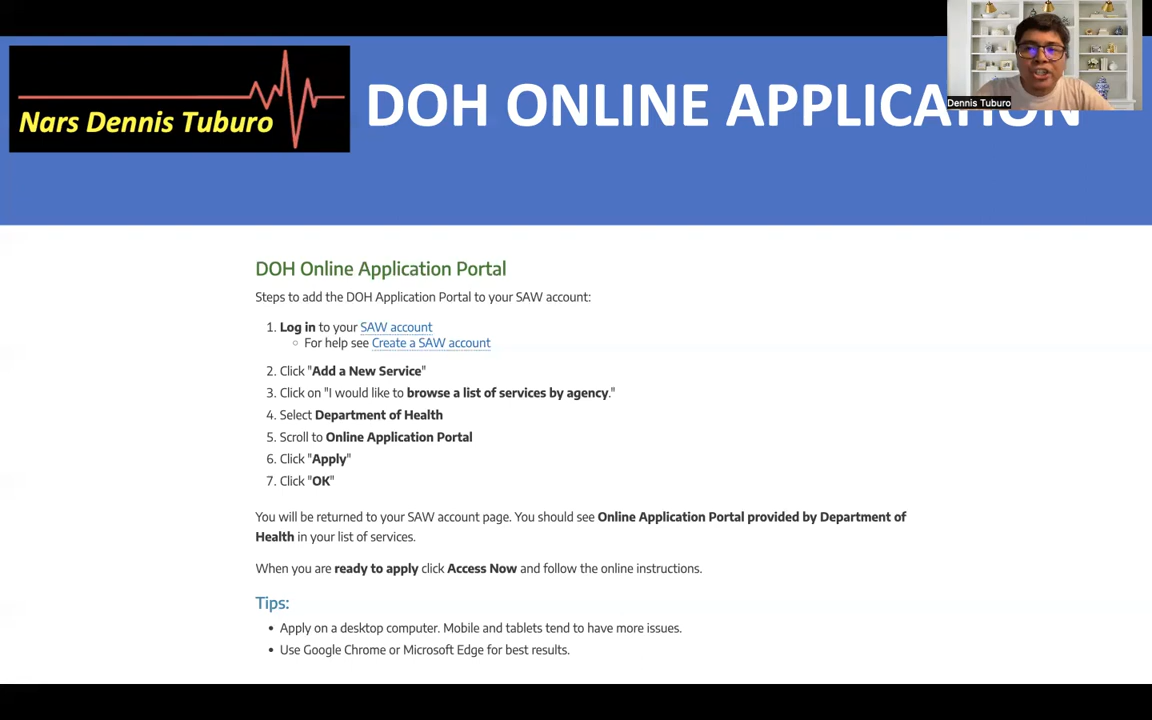 Nars Dennis Tuburo
DOH ONLINE APPLICATION
Dennis Tuburo
DOH Online Application Portal
Steps to add the DOH Application Portal to your SAW account:
1. Log in to your SAW account
○ For help see Create a SAW account
2. Click "Add a New Service"
3. Click on "I would like to browse a list of services by agency."
4. Select Department of Health
5. Scroll to Online Application Portal
6. Click "Apply"
7. Click "OK"
You will be returned to your SAW account page. You should see Online Application Portal provided by Department of
Health in your list of services.
When you are ready to apply click Access Now and follow the online instructions.
Tips:
• Apply on a desktop computer. Mobile and tablets tend to have more issues.
• Use Google Chrome or Microsoft Edge for best results.